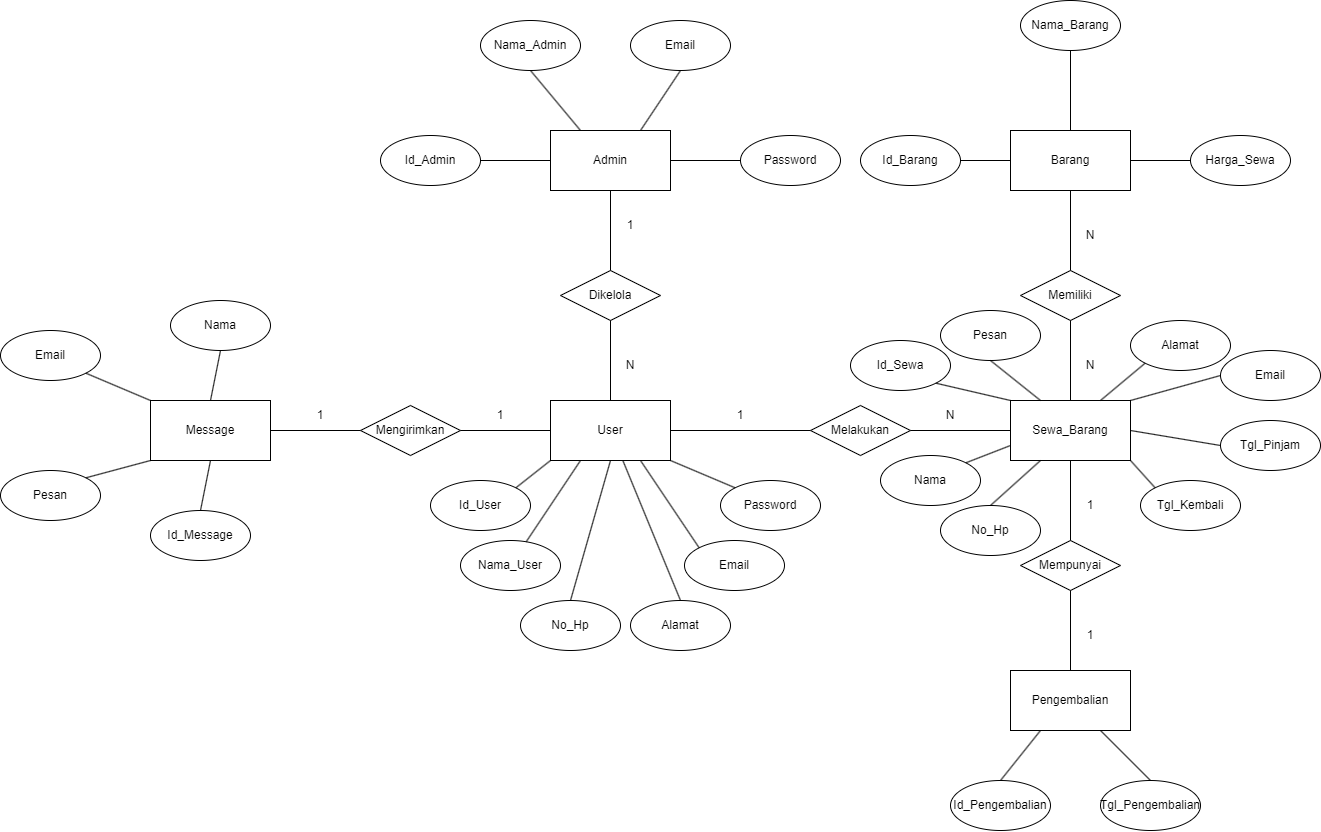 Nama_Barang
Nama_Admin
Email
Id_Admin
Admin
Password
Id_Barang
Barang
Harga_Sewa
1
N
Dikelola
Memiliki
Nama
Pesan
Alamat
Email
Id_Sewa
N
N
Email
1
1
1
N
Message
Mengirimkan
User
Melakukan
Sewa_Barang
Tgl_Pinjam
Nama
Pesan
Id_User
Password
1
Tgl_Kembali
Id_Message
No_Hp
Nama_User
Email
Mempunyai
No_Hp
Alamat
1
Pengembalian
Id_Pengembalian
Tgl_Pengembalian